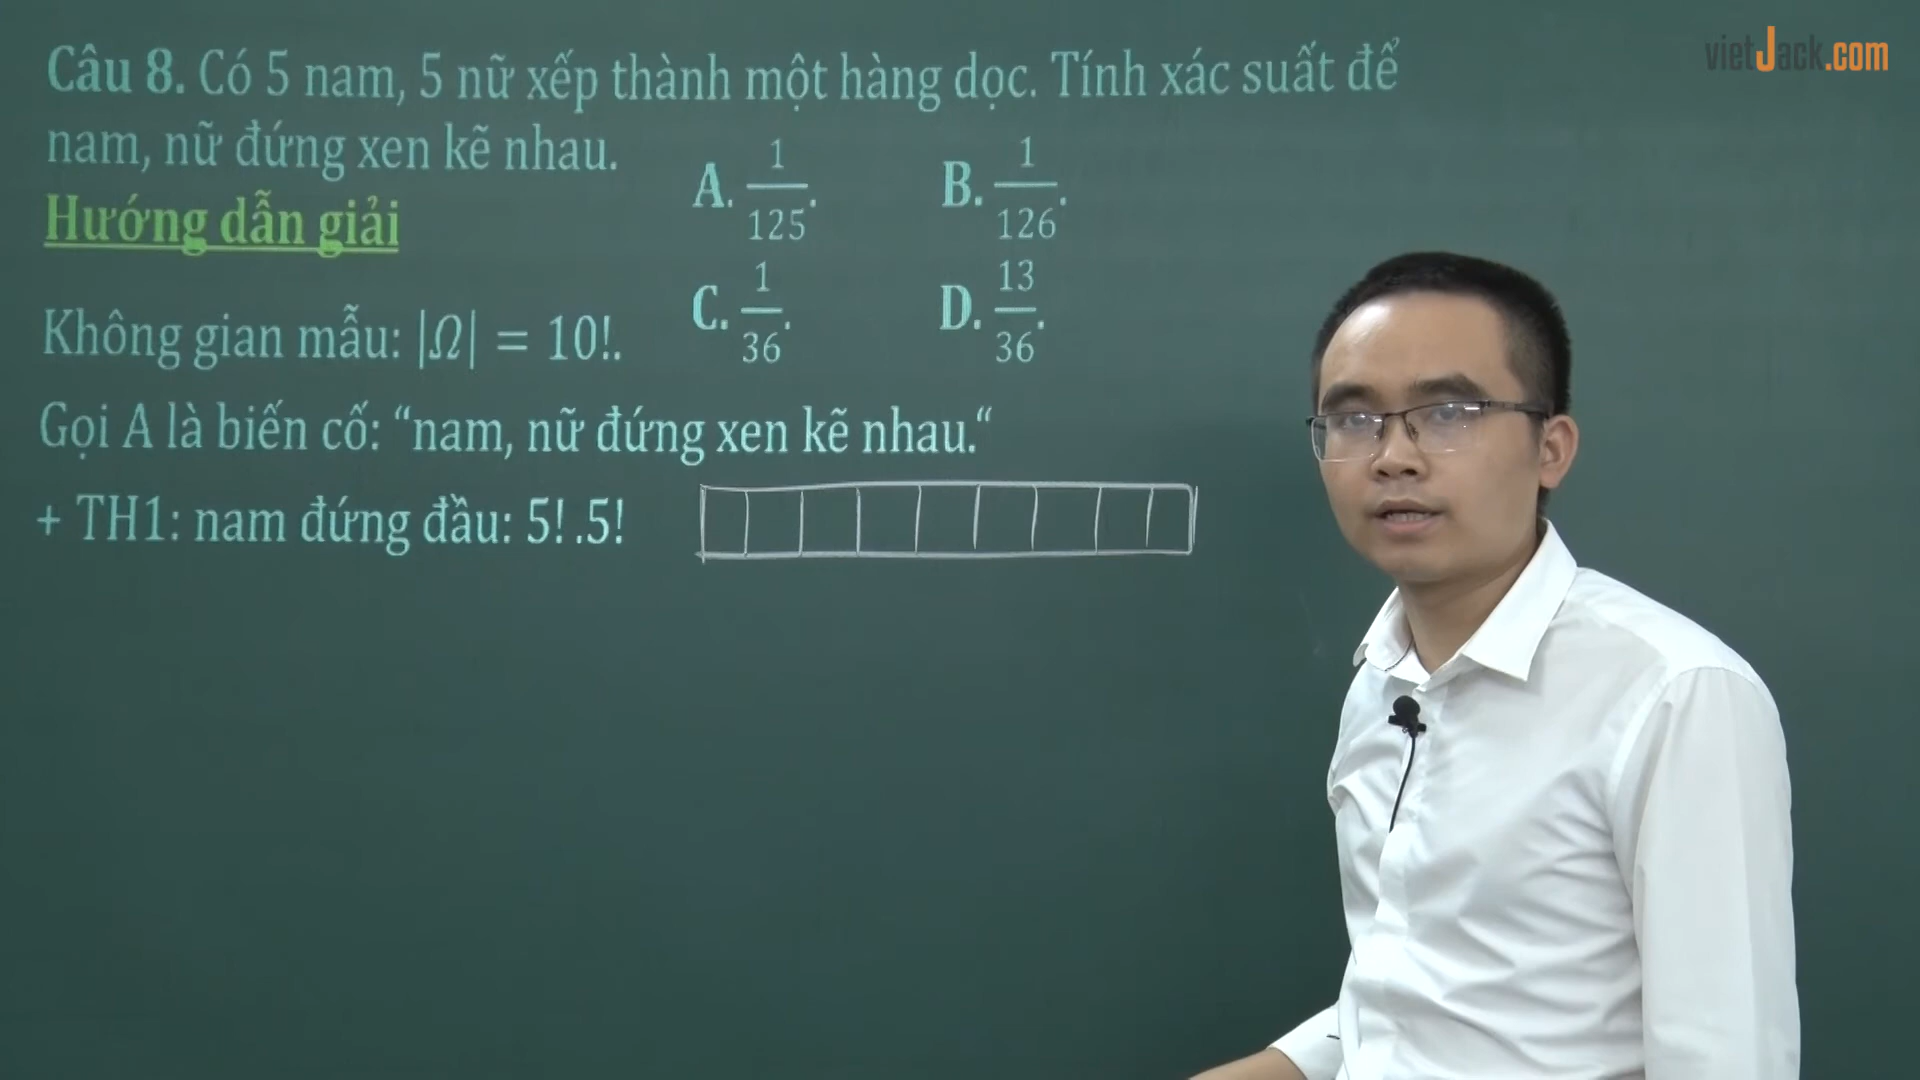 vietJack.com
Câu 8. Có 5 nam, 5 nữ xếp thành một hàng dọc. Tính xác suất để
nam, nữ đứng xen kẽ nhau.
A. 1/125. B. 1/126.
Hướng dẫn giải
C. 1/36. D. 13/36.
Không gian mẫu: |Ω| = 10!.
Gọi A là biến cố: “nam, nữ đứng xen kẽ nhau.“
+ TH1: nam đứng đầu: 5! .5!